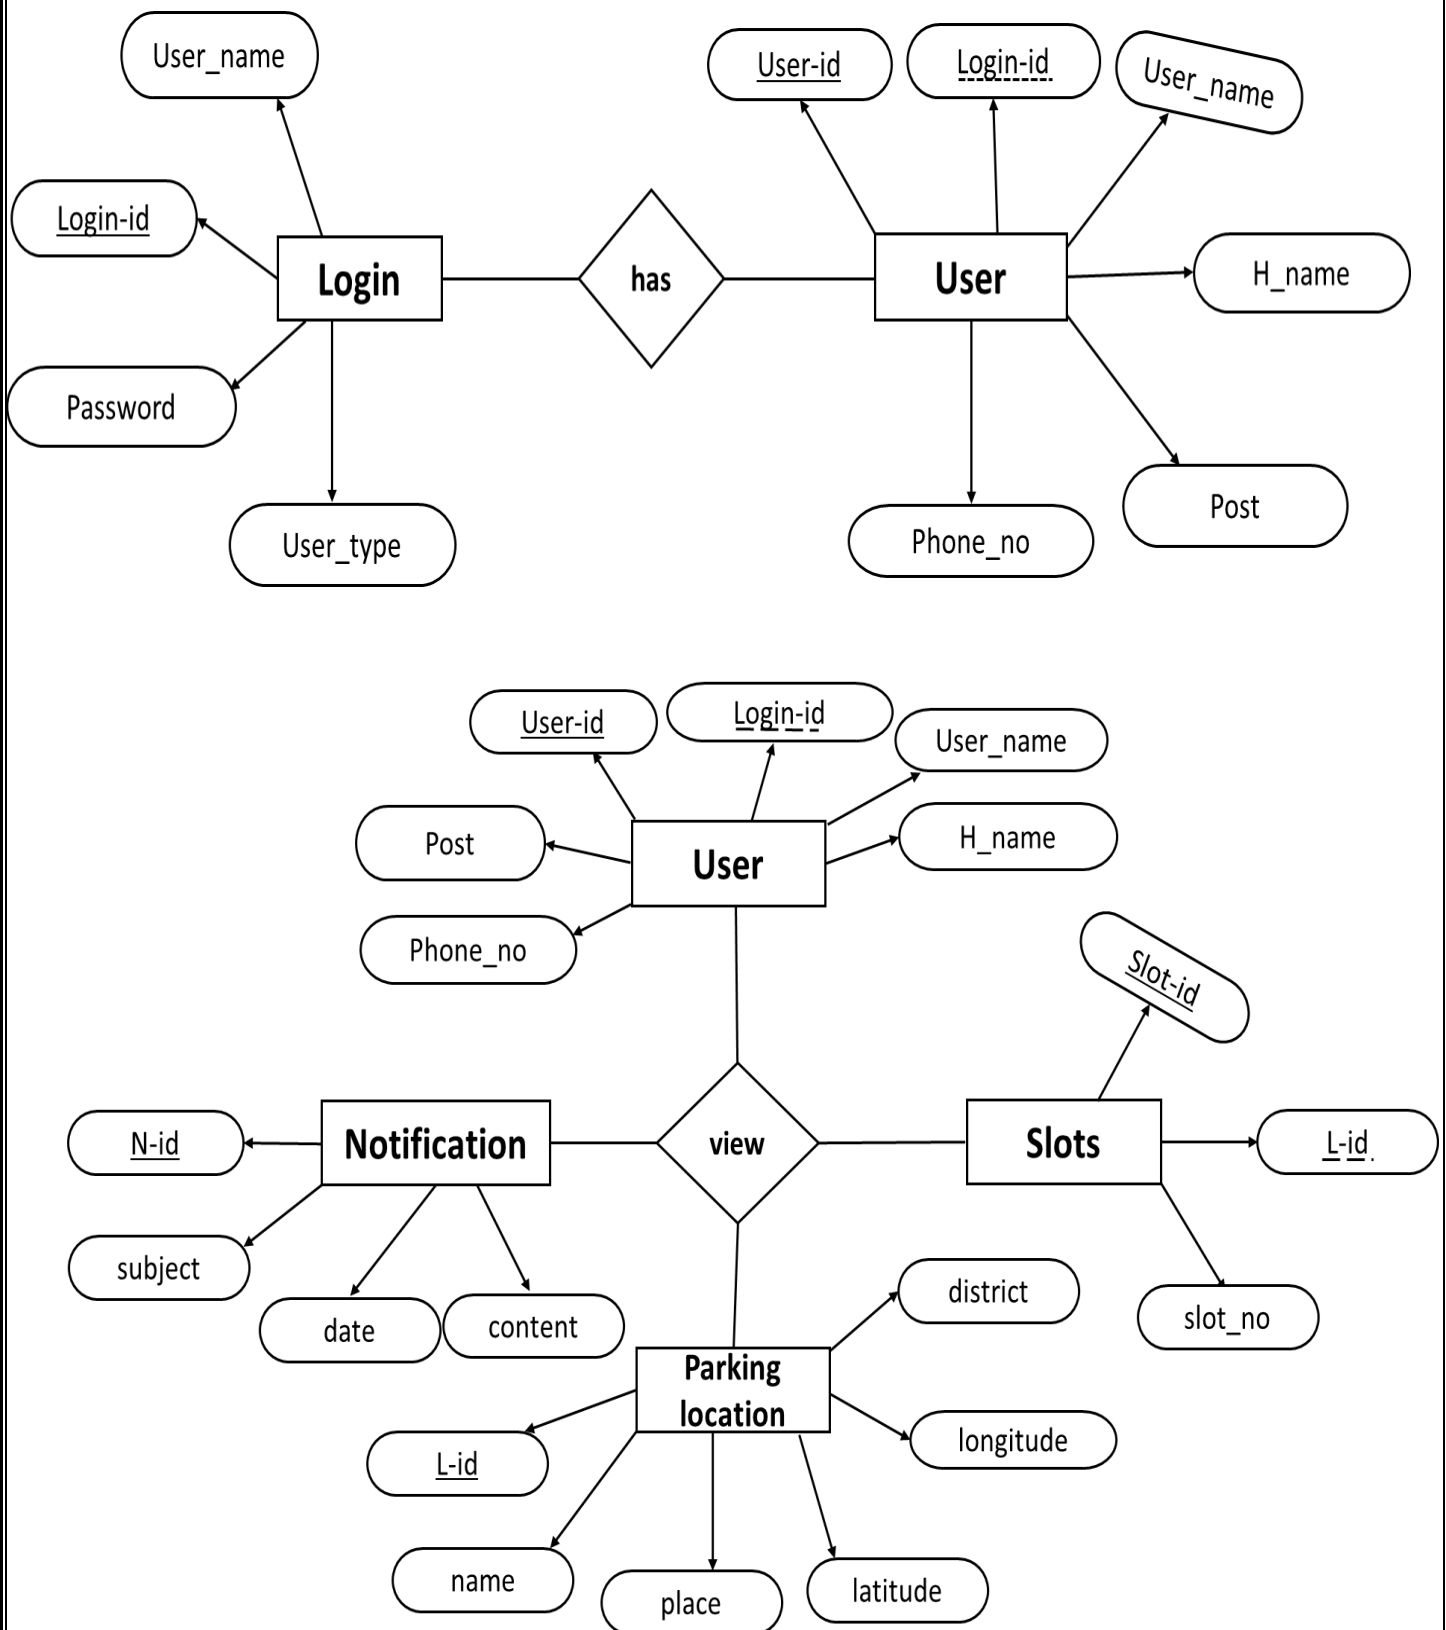 User_name
User-id
Login-id
User_name
Login-id
Login
has
User
H_name
Password
User_type
Phone_no
Post
User-id
Login-id
User_name
Post
User
H_name
Phone_no
Slot-id
N-id
Notification
view
Slots
L-id
subject
date
content
district
slot_no
Parking
location
L-id
longitude
name
place
latitude